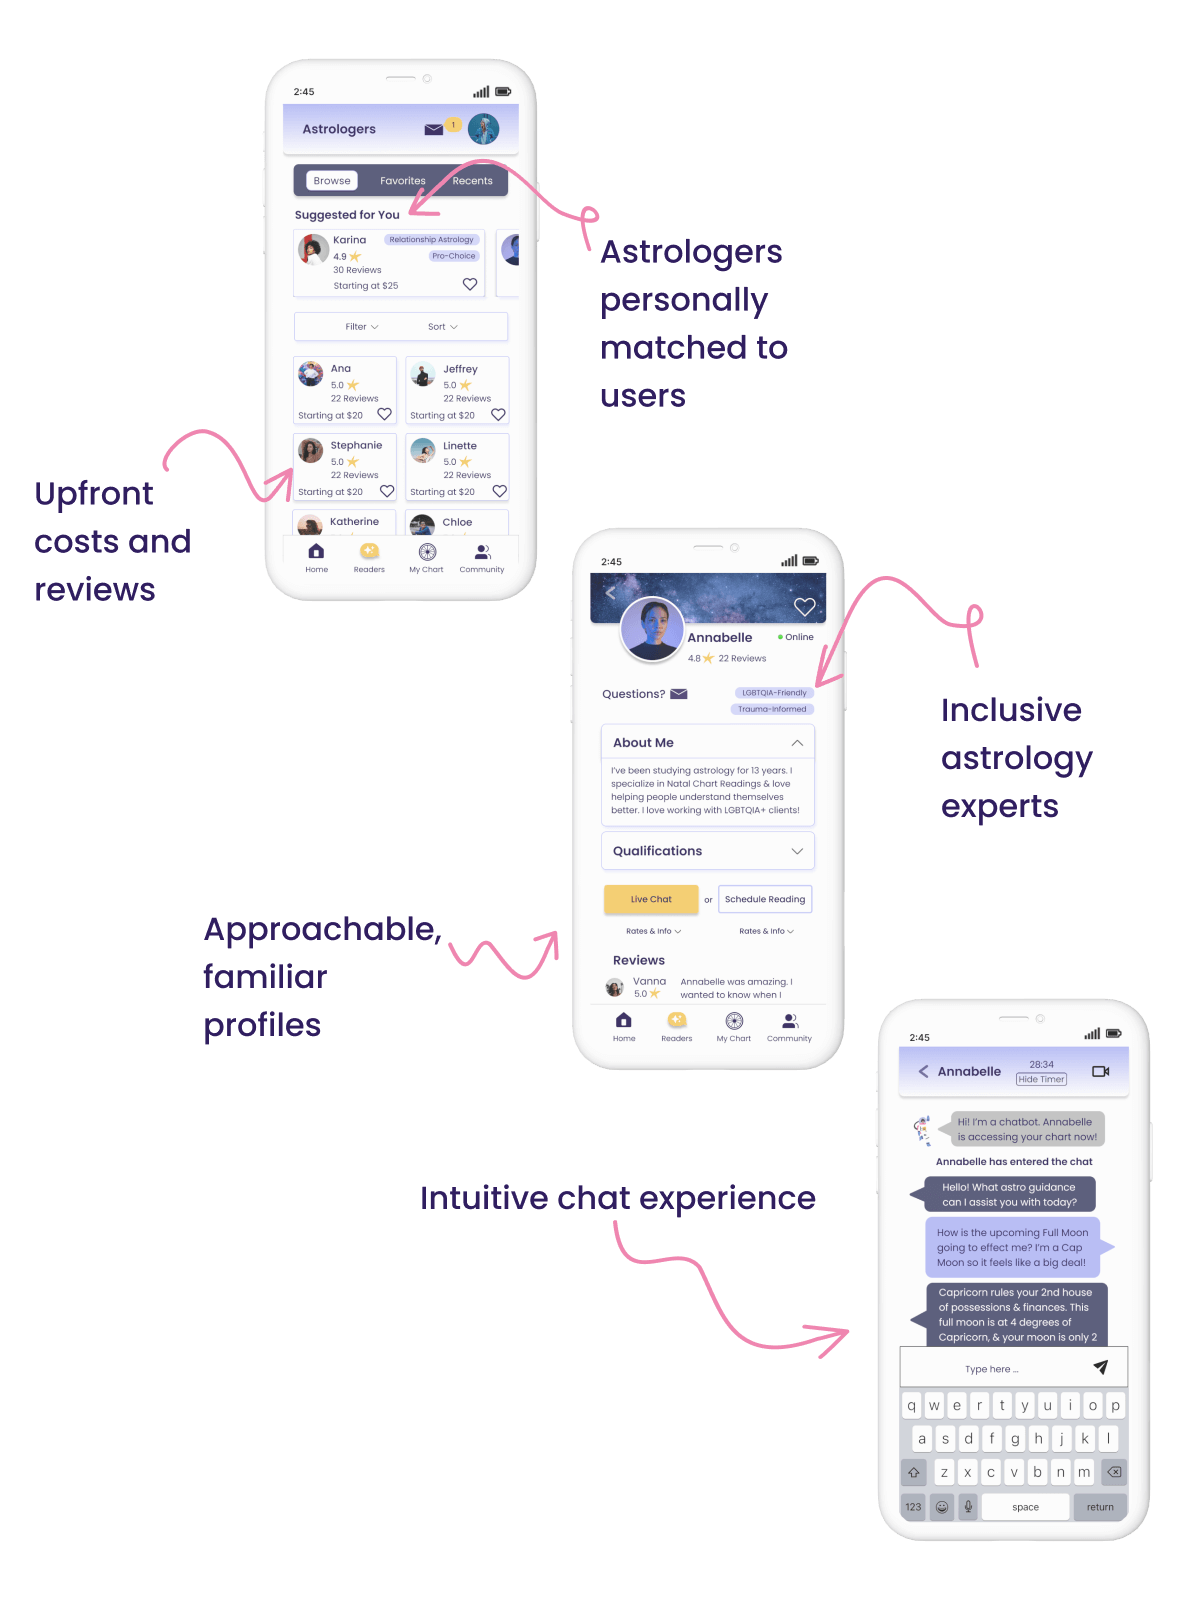 2:45
Astrologers
1
Browse Favorites Recents
Suggested for You
Karina Relationship Astrology
4.9 Pro-Choice
30 Reviews
Starting at $25
Filter Sort
Ana
5.0
22 Reviews
Starting at $20
Jeffrey
5.0
22 Reviews
Starting at $20
Stephanie
5.0
22 Reviews
Starting at $20
Linette
5.0
22 Reviews
Starting at $20
Katherine
Chloe
Home Readers My Chart Community
Astrologers
personally
matched to
users
Upfront
costs and
reviews
2:45
Annabelle Online
4.8 22 Reviews
Questions? LGBTQIA-Friendly
Trauma-Informed
About Me
I've been studying astrology for 13 years. I
specialize in Natal Chart Readings & love
helping people understand themselves
better. I love working with LGBTQIA+ clients!
Qualifications
Live Chat or Schedule Reading
Rates & Info Rates & Info
Reviews
Vanna
5.0
Annabelle was amazing. I
wanted to know when I
Home Readers My Chart Community
Inclusive
astrology
experts
Approachable,
familiar
profiles
2:45
Annabelle
28:34
Hide Timer
Hi! I'm a chatbot. Annabelle
is accessing your chart now!
Annabelle has entered the chat
Hello! What astro guidance
can I assist you with today?
How is the upcoming Full Moon
going to effect me? I'm a Cap
Moon so it feels like a big deal!
Capricorn rules your 2nd house
of possessions & finances. This
full moon is at 4 degrees of
Capricorn, & your moon is only 2
Type here ...
q w e r t y u i o p
a s d f g h j k l
z x c v b n m
123 space return
Intuitive chat experience